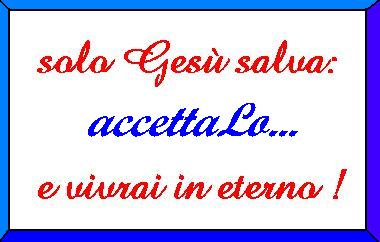 solo Gesù salva:
accettaLo...
e vivrai in eterno !